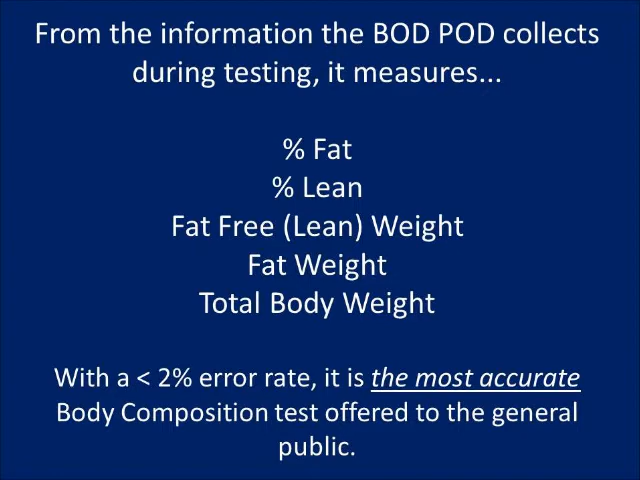 From the information the BOD POD collects
during testing, it measures...
% Fat
% Lean
Fat Free (Lean) Weight
Fat Weight
Total Body Weight
With a < 2% error rate, it is the most accurate
Body Composition test offered to the general
public.